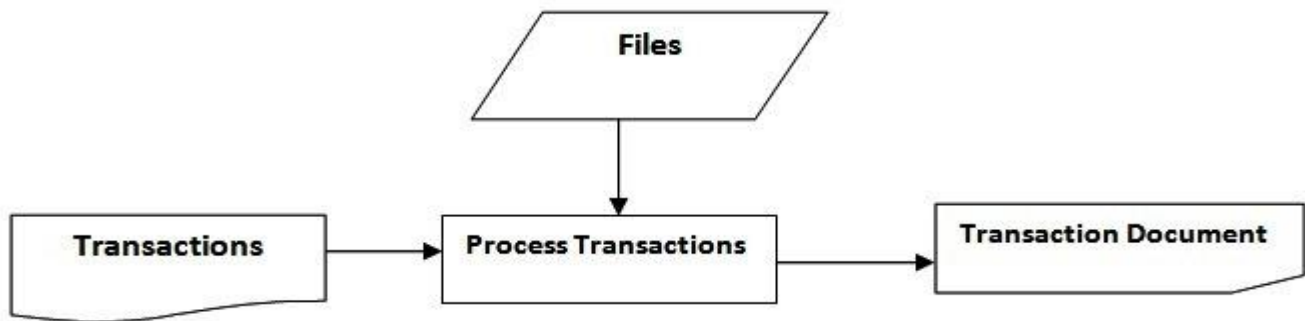 Files
Transactions
Process Transactions
Transaction Document